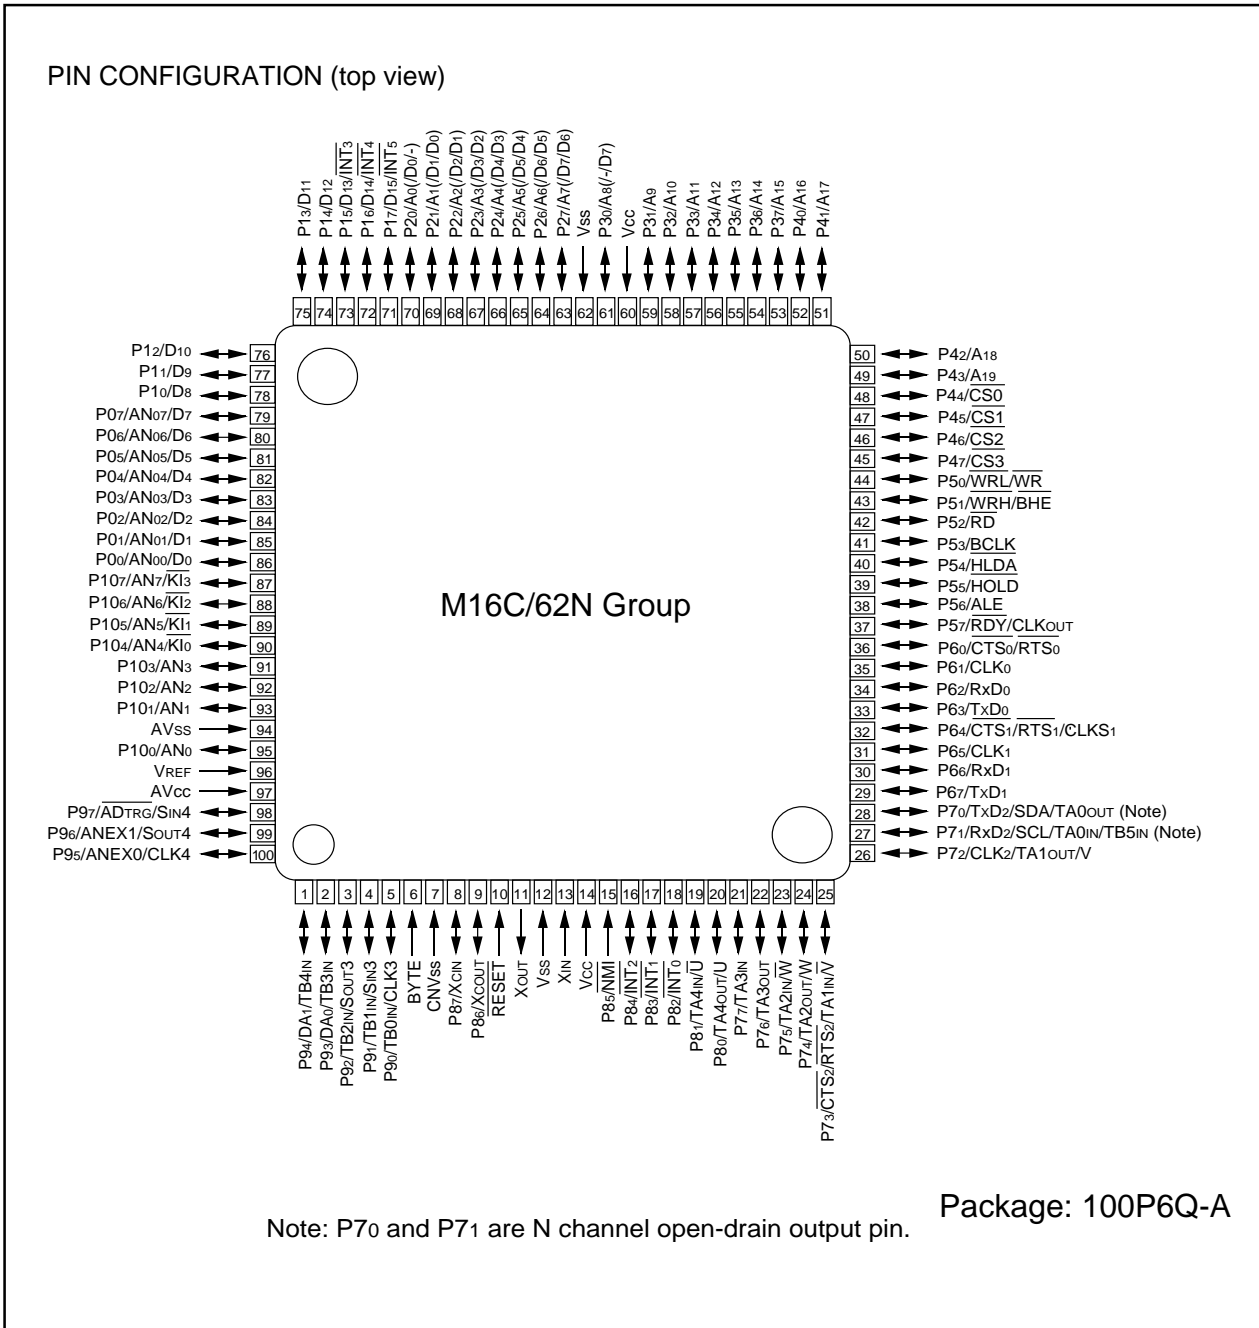 PIN CONFIGURATION (top view)
P13/D11
P14/D12
P15/D13/INT3
P16/D14/INT4
P17/D15/INT5
P20/A0(/D0/-)
P21/A1(/D1/D0)
P22/A2(/D2/D1)
P23/A3(/D3/D2)
P24/A4(/D4/D3)
P25/A5(/D5/D4)
P26/A6(/D6/D5)
P27/A7(/D7/D6)
Vss
P30/A8(/-/D7)
Vcc
P31/A9
P32/A10
P33/A11
P34/A12
P35/A13
P36/A14
P37/A15
P40/A16
P41/A17
75 74 73 72 71 70 69 68 67 66 65 64 63 62 61 60 59 58 57 56 55 54 53 52 51
P12/D10 76
P11/D9 77
P10/D8 78
P07/AN07/D7 79
P06/AN06/D6 80
P05/AN05/D5 81
P04/AN04/D4 82
P03/AN03/D3 83
P02/AN02/D2 84
P01/AN01/D1 85
P00/AN00/D0 86
P107/AN7/KI3 87
P106/AN6/KI2 88
P105/AN5/KI1 89
P104/AN4/KI0 90
P103/AN3 91
P102/AN2 92
P101/AN1 93
AVss 94
P100/AN0 95
VREF 96
AVcc 97
P97/ADTRG/SIN4 98
P96/ANEX1/SOUT4 99
P95/ANEX0/CLK4 100
M16C/62N Group
50 P42/A18
49 P43/A19
48 P44/CS0
47 P45/CS1
46 P46/CS2
45 P47/CS3
44 P50/WRL/WR
43 P51/WRH/BHE
42 P52/RD
41 P53/BCLK
40 P54/HLDA
39 P55/HOLD
38 P56/ALE
37 P57/RDY/CLKOUT
36 P60/CTS0/RTS0
35 P61/CLK0
34 P62/RxD0
33 P63/TxD0
32 P64/CTS1/RTS1/CLKS1
31 P65/CLK1
30 P66/RxD1
29 P67/TxD1
28 P70/TxD2/SDA/TA0OUT (Note)
27 P71/RxD2/SCL/TA0IN/TB5IN (Note)
26 P72/CLK2/TA1OUT/V
1 2 3 4 5 6 7 8 9 10 11 12 13 14 15 16 17 18 19 20 21 22 23 24 25
P94/DA1/TB4IN
P93/DA0/TB3IN
P92/TB2IN/SOUT3
P91/TB1IN/SIN3
P90/TB0IN/CLK3
BYTE
CNVss
P87/XCIN
P86/XCOUT
RESET
XOUT
Vss
XIN
Vcc
P85/NMI
P84/INT2
P83/INT1
P82/INT0
P81/TA4IN/U
P80/TA4OUT/U
P77/TA3IN
P76/TA3OUT
P75/TA2IN/W
P74/TA2OUT/W
P73/CTS2/RTS2/TA1IN/V
Note: P70 and P71 are N channel open-drain output pin.
Package: 100P6Q-A